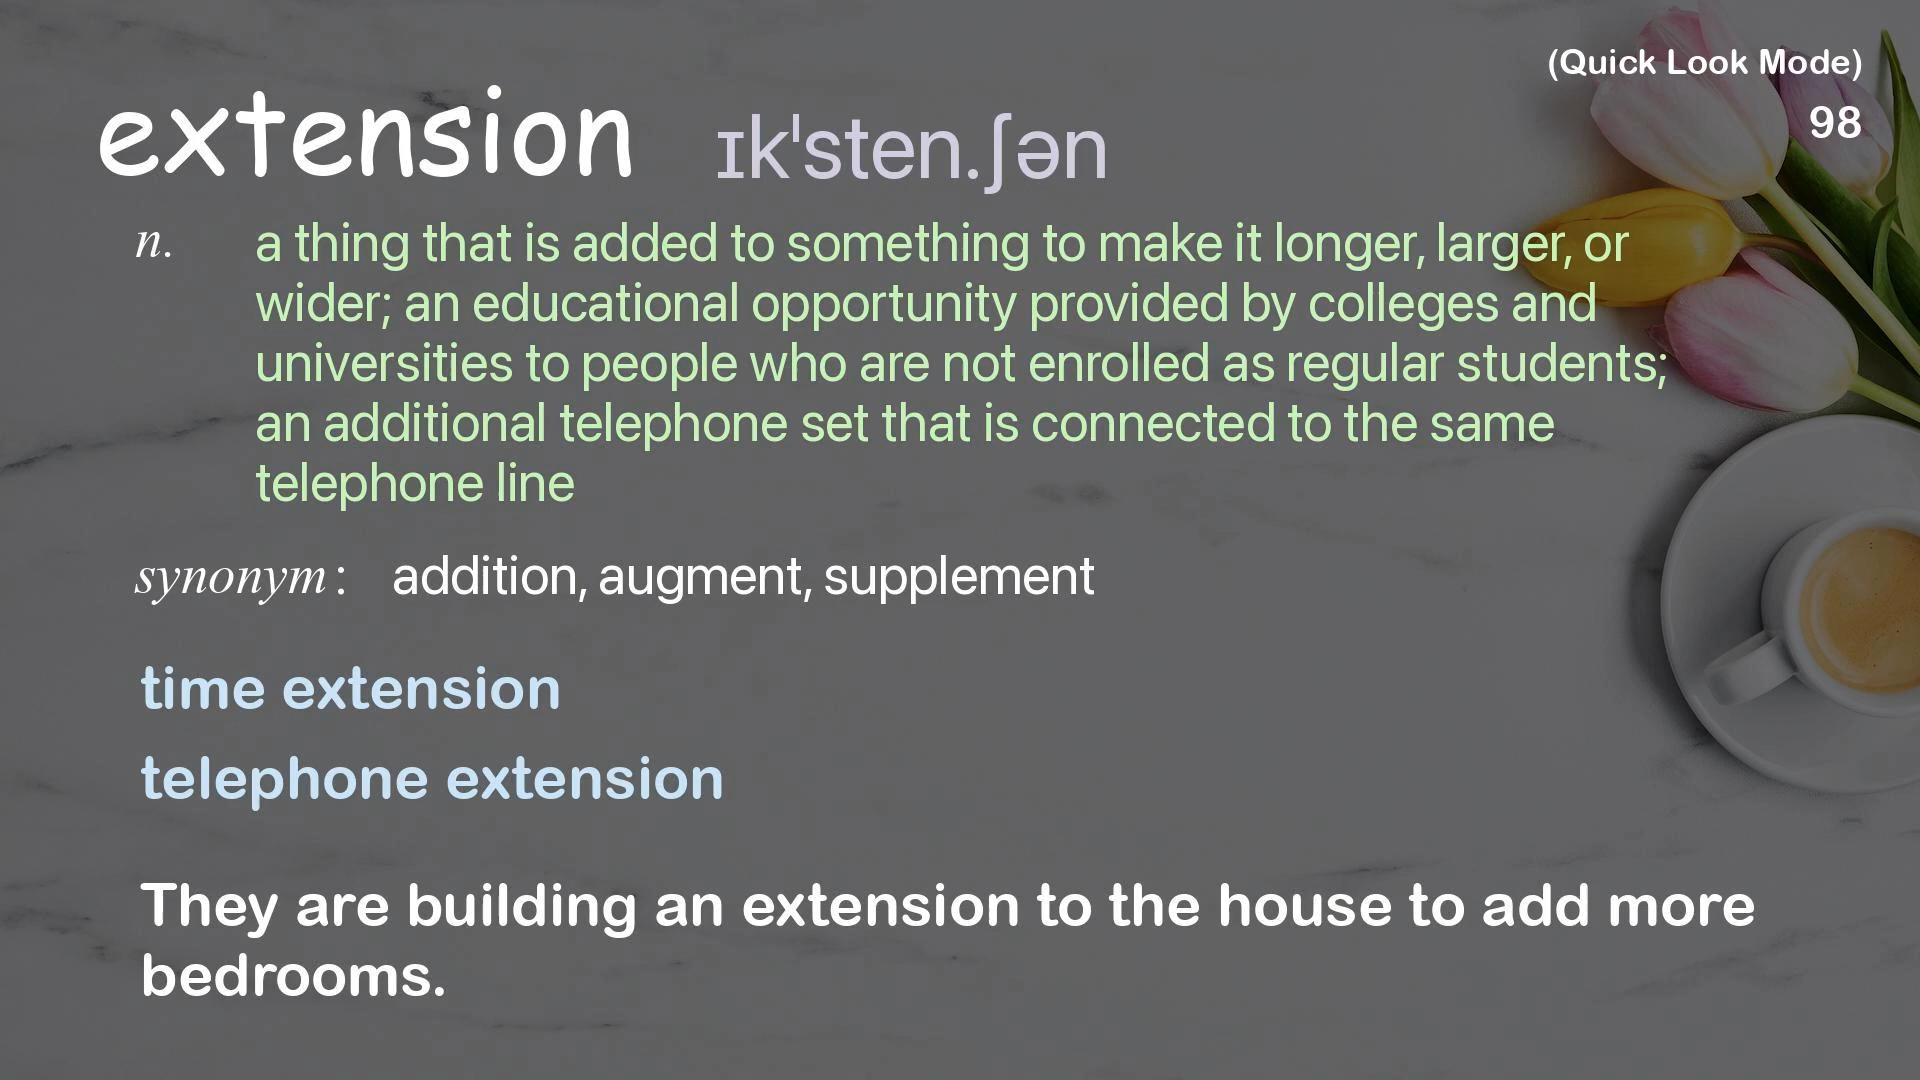 (Quick Look Mode)
98
extension ɪkˈsten.ʃən
n. a thing that is added to something to make it longer, larger, or
wider; an educational opportunity provided by colleges and
universities to people who are not enrolled as regular students;
an additional telephone set that is connected to the same
telephone line
synonym: addition, augment, supplement
time extension
telephone extension
They are building an extension to the house to add more
bedrooms.